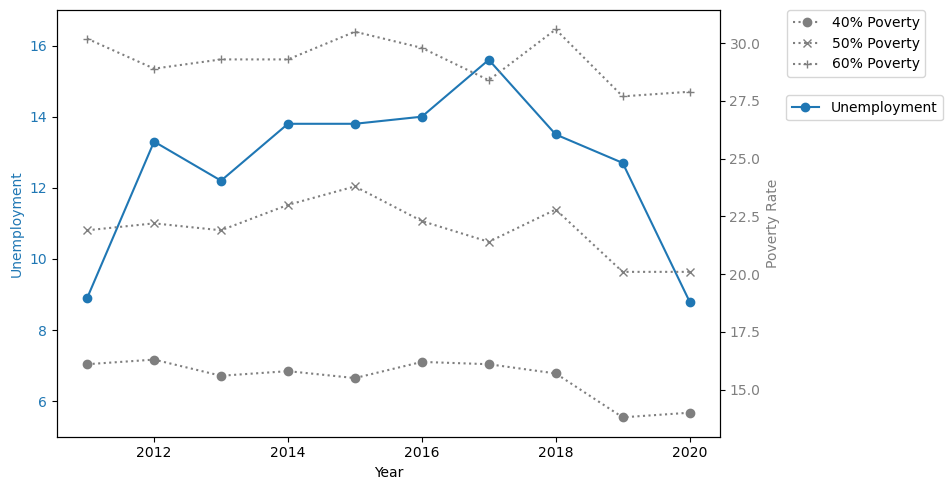 16
14
12
10
8
6
Unemployment
2012
2014
2016
2018
2020
Year
30.0
27.5
25.0
22.5
20.0
17.5
15.0
Poverty Rate
40% Poverty
50% Poverty
60% Poverty
Unemployment